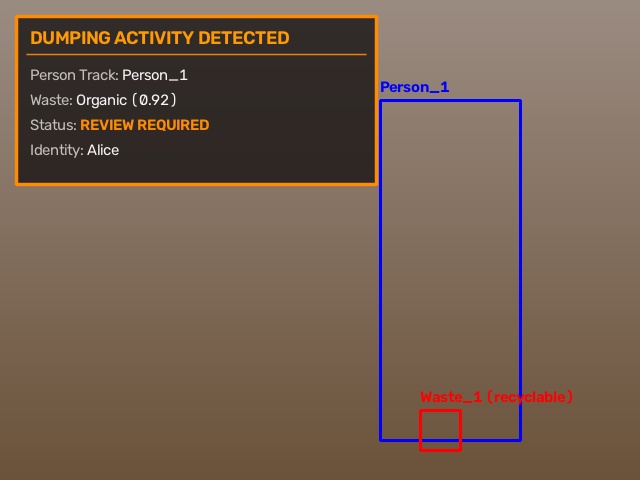 DUMPING ACTIVITY DETECTED
Person Track: Person_1
Waste: Organic (0.92)
Status: REVIEW REQUIRED
Identity: Alice
Person_1
Waste_1 (recyclable)